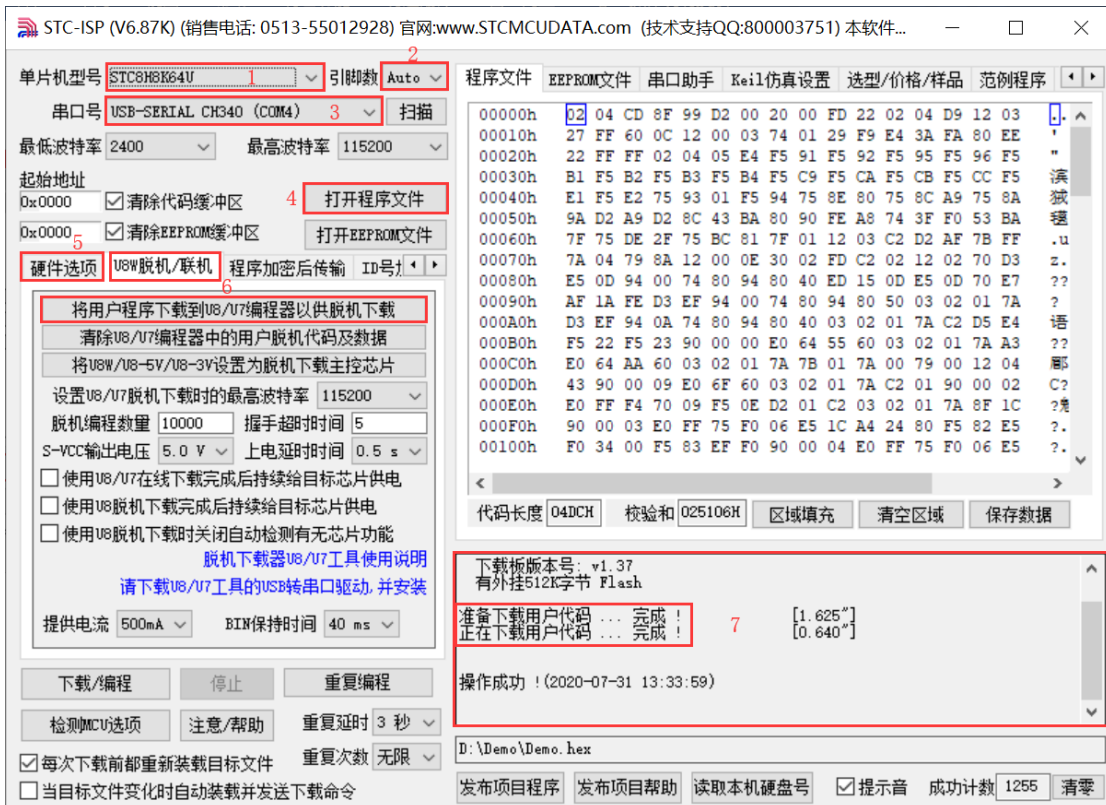 STC-ISP (V6.87K) (销售电话: 0513-55012928) 官网:www.STCMCUDATA.com (技术支持QQ:800003751) 本软件...
单片机型号 STC8H8K64U 1 引脚数 Auto 2
串口号 USB-SERIAL CH340 (COM4) 3 扫描
最低波特率 2400 最高波特率 115200
起始地址
0x0000 清除代码缓冲区 4 打开程序文件
0x0000 清除EEPROM缓冲区 打开EEPROM文件
5
硬件选项 U8W脱机/联机 程序加密后传输
6
将用户程序下载到U8/U7编程器以供脱机下载
清除U8/U7编程器中的用户脱机代码及数据
将U8W/U8-5V/U8-3V设置为脱机下载主控芯片
设置U8/U7脱机下载时的最高波特率 115200
脱机编程数量 10000 握手超时时间 5
S-VCC输出电压 5.0 V 上电延时时间 0.5 s
使用U8/U7在线下载完成后持续给目标芯片供电
使用U8脱机下载完成后持续给目标芯片供电
使用U8脱机下载时关闭自动检测有无芯片功能
脱机下载器U8/U7工具使用说明
请下载U8/U7工具的USB转串口驱动,并安装
提供电流 500mA BIN保持时间 40 ms
下载/编程 停止 重复编程
检测MCU选项 注意/帮助 重复延时 3 秒
每次下载前都重新装载目标文件 重复次数 无限
当目标文件变化时自动装载并发送下载命令
程序文件 EEPROM文件 串口助手 Keil仿真设置 选型/价格/样品 范例程序
00000h 02 04 CD 8F 99 D2 00 20 00 FD 22 02 04 D9 12 03 ..
00010h 27 FF 60 0C 12 00 03 74 01 29 F9 E4 3A FA 80 EE '
00020h 22 FF FF 02 04 05 E4 F5 91 F5 92 F5 95 F5 96 F5 "
00030h B1 F5 B2 F5 B3 F5 B4 F5 C9 F5 CA F5 CB F5 CC F5
00040h E1 F5 E2 75 93 01 F5 94 75 8E 80 75 8C A9 75 8A
00050h 9A D2 A9 D2 8C 43 BA 80 90 FE A8 74 3F F0 53 BA
00060h 7F 75 DE 2F 75 BC 81 7F 01 12 03 C2 D2 AF 7B FF .u
00070h 7A 04 79 8A 12 00 0E 30 02 FD C2 02 12 02 70 D3 z.
00080h E5 0D 94 00 74 80 94 80 40 ED 15 0D E5 0D 70 E7 ??
00090h AF 1A FE D3 EF 94 00 74 80 94 80 50 03 02 01 7A ?
000A0h D3 EF 94 0A 74 80 94 80 40 03 02 01 7A C2 D5 E4 语
000B0h F5 22 F5 23 90 00 00 E0 64 55 60 03 02 01 7A A3 ??
000C0h E0 64 AA 60 03 02 01 7A 7B 01 7A 00 79 00 12 04
000D0h 43 90 00 09 E0 6F 60 03 02 01 7A C2 01 90 00 02 C?
000E0h E0 FF F4 70 09 F5 0E D2 01 C2 03 02 01 7A 8F 1C
000F0h 90 00 03 E0 FF 75 F0 06 E5 1C A4 24 80 F5 82 E5 ?.
00100h F0 34 00 F5 83 EF F0 90 00 04 E0 FF 75 F0 06 E5 ?.
代码长度 04DCH 校验和 025106H 区域填充 清空区域 保存数据
下载板版本号: v1.37
有外挂512K字节 Flash
准备下载用户代码 ... 完成 ! [1.625"]
正在下载用户代码 ... 完成 ! [0.640"]
7
操作成功 !(2020-07-31 13:33:59)
D:\Demo\Demo.hex
发布项目程序 发布项目帮助 读取本机硬盘号 提示音 成功计数 1255 清零